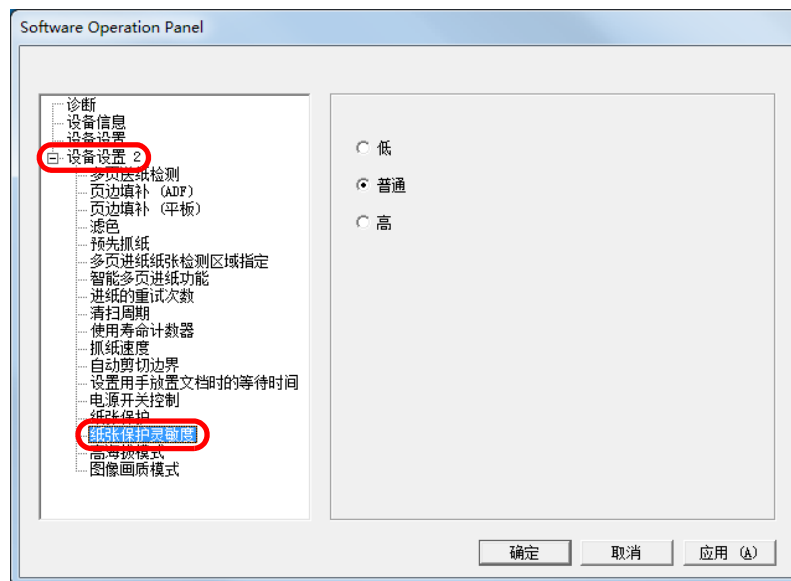 Software Operation Panel
诊断
设备信息
设备设置
设备设置 2
多页送纸检测
页边填补 (ADF)
页边填补 (平板)
滤色
预先抓纸
多页进纸纸张检测区域指定
智能多页进纸功能
进纸的重试次数
清扫周期
使用寿命计数器
抓纸速度
自动剪切边界
设置用手放置文档时的等待时间
电源开关控制
纸张保护
纸张保护灵敏度
高海拔模式
图像画质模式
低
普通
高
确定
取消
应用 (A)